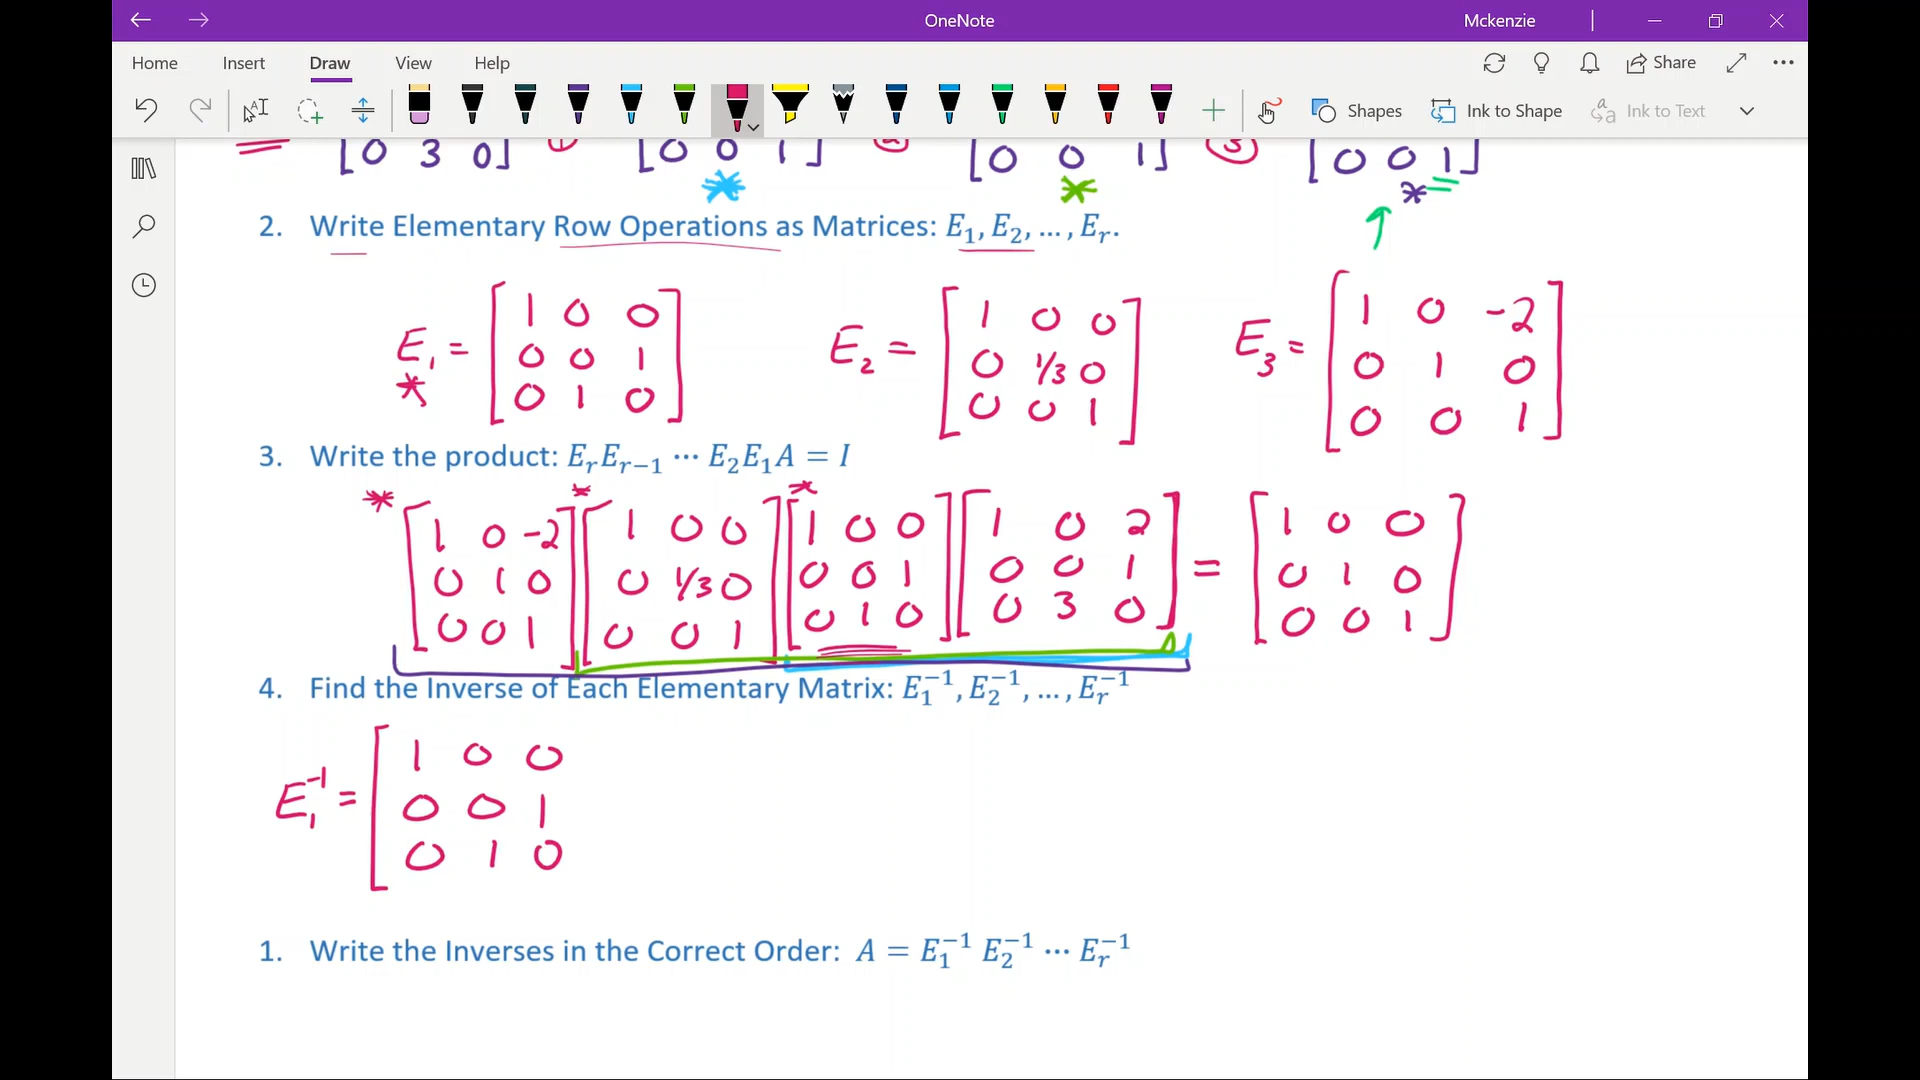 OneNote
Mckenzie
Home Insert Draw View Help
Share
Shapes Ink to Shape Ink to Text
[0 3 0] ① [0 0 1] ② [0 0 1] ③ [0 0 1]
2. Write Elementary Row Operations as Matrices: E₁, E₂, … , Eᵣ.
1 0 0 1 0 0 1 0 -2
E₁ = 0 0 1 E₂ = 0 1/3 0 E₃ = 0 1 0
0 1 0 0 0 1 0 0 1
3. Write the product: EᵣEᵣ₋₁ ⋯ E₂E₁A = I
1 0 -2 1 0 0 1 0 0 1 0 2 1 0 0
0 1 0 0 1/3 0 0 0 1 0 0 1 = 0 1 0
0 0 1 0 0 1 0 1 0 0 3 0 0 0 1
4. Find the Inverse of Each Elementary Matrix: E₁⁻¹, E₂⁻¹, … , Eᵣ⁻¹
1 0 0
E₁⁻¹ = 0 0 1
0 1 0
1. Write the Inverses in the Correct Order: A = E₁⁻¹ E₂⁻¹ ⋯ Eᵣ⁻¹